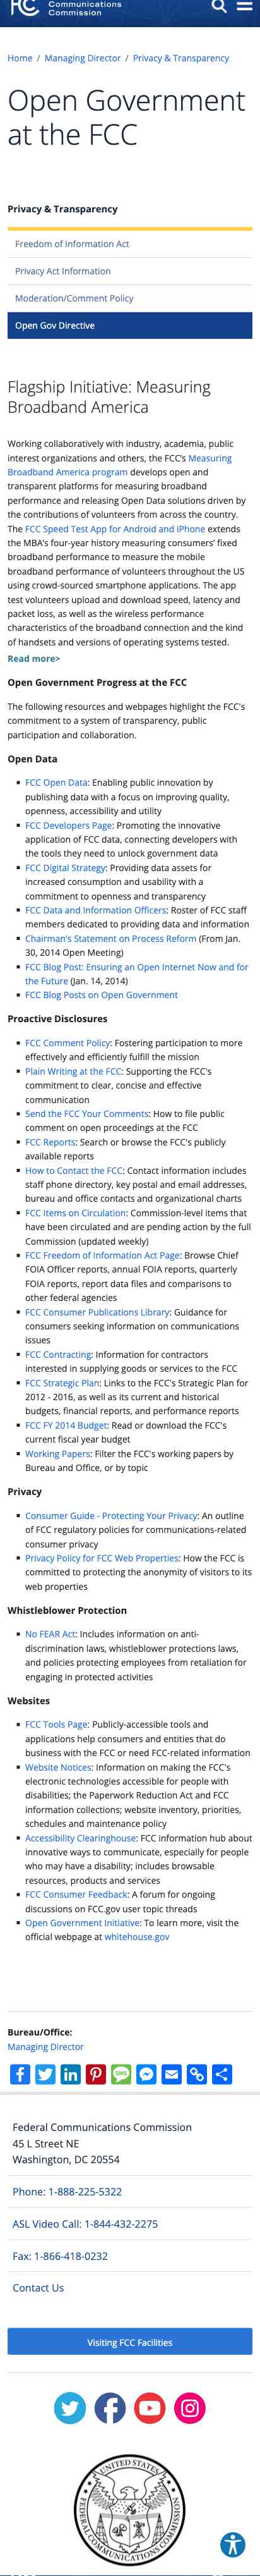 Communications
Commission
Home / Managing Director / Privacy & Transparency
Open Government
at the FCC
Privacy & Transparency
Freedom of Information Act
Privacy Act Information
Moderation/Comment Policy
Open Gov Directive
Flagship Initiative: Measuring
Broadband America
Working collaboratively with industry, academia, public
interest organizations and others, the FCC's Measuring
Broadband America program develops open and
transparent platforms for measuring broadband
performance and releasing Open Data solutions driven by
the contributions of volunteers from across the country.
The FCC Speed Test App for Android and iPhone extends
the MBA's four-year history measuring consumers' fixed
broadband performance to measure the mobile
broadband performance of volunteers throughout the US
using crowd-sourced smartphone applications. The app
test volunteers upload and download speed, latency and
packet loss, as well as the wireless performance
characteristics of the broadband connection and the kind
of handsets and versions of operating systems tested.
Read more>
Open Government Progress at the FCC
The following resources and webpages highlight the FCC's
commitment to a system of transparency, public
participation and collaboration.
Open Data
FCC Open Data: Enabling public innovation by
publishing data with a focus on improving quality,
openness, accessibility and utility
FCC Developers Page: Promoting the innovative
application of FCC data, connecting developers with
the tools they need to unlock government data
FCC Digital Strategy: Providing data assets for
increased consumption and usability with a
commitment to openness and transparency
FCC Data and Information Officers: Roster of FCC staff
members dedicated to providing data and information
Chairman's Statement on Process Reform (From Jan.
30, 2014 Open Meeting)
FCC Blog Post: Ensuring an Open Internet Now and for
the Future (Jan. 14, 2014)
FCC Blog Posts on Open Government
Proactive Disclosures
FCC Comment Policy: Fostering participation to more
effectively and efficiently fulfill the mission
Plain Writing at the FCC: Supporting the FCC's
commitment to clear, concise and effective
communication
Send the FCC Your Comments: How to file public
comment on open proceedings at the FCC
FCC Reports: Search or browse the FCC's publicly
available reports
How to Contact the FCC: Contact information includes
staff phone directory, key postal and email addresses,
bureau and office contacts and organizational charts
FCC Items on Circulation: Commission-level items that
have been circulated and are pending action by the full
Commission (updated weekly)
FCC Freedom of Information Act Page: Browse Chief
FOIA Officer reports, annual FOIA reports, quarterly
FOIA reports, report data files and comparisons to
other federal agencies
FCC Consumer Publications Library: Guidance for
consumers seeking information on communications
issues
FCC Contracting: Information for contractors
interested in supplying goods or services to the FCC
FCC Strategic Plan: Links to the FCC's Strategic Plan for
2012 - 2016, as well as its current and historical
budgets, financial reports, and performance reports
FCC FY 2014 Budget: Read or download the FCC's
current fiscal year budget
Working Papers: Filter the FCC's working papers by
Bureau and Office, or by topic
Privacy
Consumer Guide - Protecting Your Privacy: An outline
of FCC regulatory policies for communications-related
consumer privacy
Privacy Policy for FCC Web Properties: How the FCC is
committed to protecting the anonymity of visitors to its
web properties
Whistleblower Protection
No FEAR Act: Includes information on anti-
discrimination laws, whistleblower protections laws,
and policies protecting employees from retaliation for
engaging in protected activities
Websites
FCC Tools Page: Publicly-accessible tools and
applications help consumers and entities that do
business with the FCC or need FCC-related information
Website Notices: Information on making the FCC's
electronic technologies accessible for people with
disabilities; the Paperwork Reduction Act and FCC
information collections; website inventory, priorities,
schedules and maintenance policy
Accessibility Clearinghouse: FCC information hub about
innovative ways to communicate, especially for people
who may have a disability; includes browsable
resources, products and services
FCC Consumer Feedback: A forum for ongoing
discussions on FCC.gov user topic threads
Open Government Initiative: To learn more, visit the
official webpage at whitehouse.gov
Bureau/Office:
Managing Director
Federal Communications Commission
45 L Street NE
Washington, DC 20554
Phone: 1-888-225-5322
ASL Video Call: 1-844-432-2275
Fax: 1-866-418-0232
Contact Us
Visiting FCC Facilities
UNITED STATES
FEDERAL COMMUNICATIONS COMMISSION